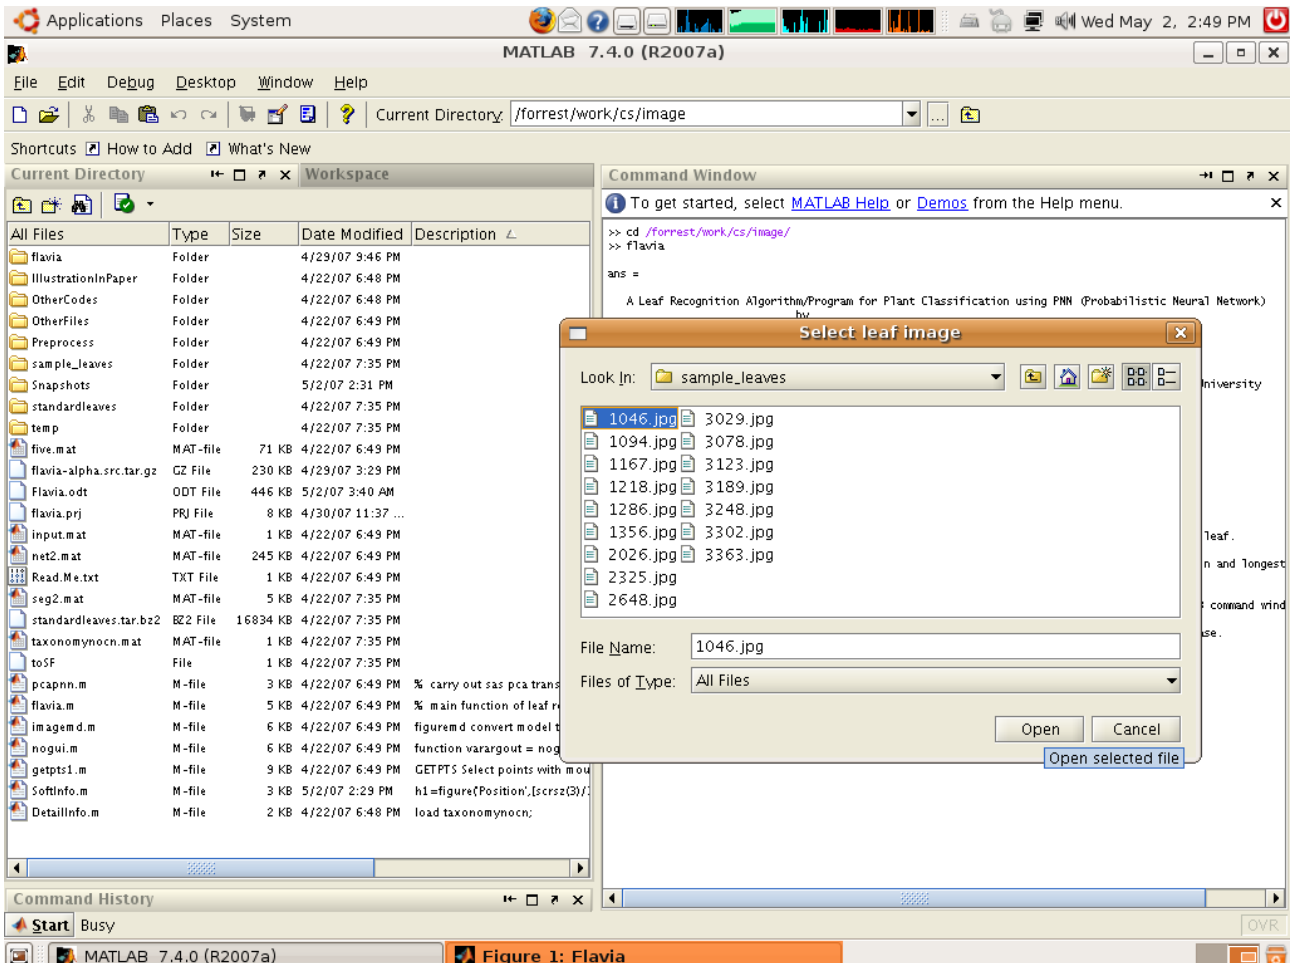 Applications Places System
Wed May 2, 2:49 PM
MATLAB 7.4.0 (R2007a)
File Edit Debug Desktop Window Help
Current Directory: /forrest/work/cs/image
Shortcuts How to Add What's New
Current Directory
Workspace
All Files Type Size Date Modified Description
flavia Folder 4/29/07 9:46 PM
IllustrationInPaper Folder 4/22/07 6:48 PM
OtherCodes Folder 4/22/07 6:48 PM
OtherFiles Folder 4/22/07 6:49 PM
Preprocess Folder 4/22/07 6:49 PM
sample_leaves Folder 4/22/07 7:35 PM
Snapshots Folder 5/2/07 2:31 PM
standardleaves Folder 4/22/07 7:35 PM
temp Folder 4/22/07 7:35 PM
five.mat MAT-file 71 KB 4/22/07 6:49 PM
flavia-alpha.src.tar.gz GZ File 230 KB 4/29/07 3:29 PM
Flavia.odt ODT File 446 KB 5/2/07 3:40 AM
flavia.prj PRJ File 8 KB 4/30/07 11:37 ...
input.mat MAT-file 1 KB 4/22/07 6:49 PM
net2.mat MAT-file 245 KB 4/22/07 6:49 PM
Read.Me.txt TXT File 1 KB 4/22/07 6:49 PM
seg2.mat MAT-file 5 KB 4/22/07 7:35 PM
standardleaves.tar.bz2 BZ2 File 16834 KB 4/22/07 7:35 PM
taxonomynocn.mat MAT-file 1 KB 4/22/07 7:35 PM
toSF File 1 KB 4/22/07 7:35 PM
pcapnn.m M-file 3 KB 4/22/07 6:49 PM % carry out sas pca trans
flavia.m M-file 5 KB 4/22/07 6:49 PM % main function of leaf r
imagemd.m M-file 6 KB 4/22/07 6:49 PM figuremd convert model t
nogui.m M-file 6 KB 4/22/07 6:49 PM function varargout = nog
getpts1.m M-file 9 KB 4/22/07 6:49 PM GETPTS Select points with mou
SoftInfo.m M-file 3 KB 5/2/07 2:29 PM h1=figure('Position',[scrsz(3)/
DetailInfo.m M-file 2 KB 4/22/07 6:48 PM load taxonomynocn;
Command History
Command Window
To get started, select MATLAB Help or Demos from the Help menu.
>> cd /forrest/work/cs/image/
>> flavia
ans =
A Leaf Recognition Algorithm/Program for Plant Classification using PNN (Probabilistic Neural Network)
by
niversity
leaf.
n and longest
command wind
se.
Select leaf image
Look In: sample_leaves
1046.jpg 3029.jpg
1094.jpg 3078.jpg
1167.jpg 3123.jpg
1218.jpg 3189.jpg
1286.jpg 3248.jpg
1356.jpg 3302.jpg
2026.jpg 3363.jpg
2325.jpg
2648.jpg
File Name: 1046.jpg
Files of Type: All Files
Open Cancel
Open selected file
Start Busy
OVR
MATLAB 7.4.0 (R2007a)
Figure 1: Flavia